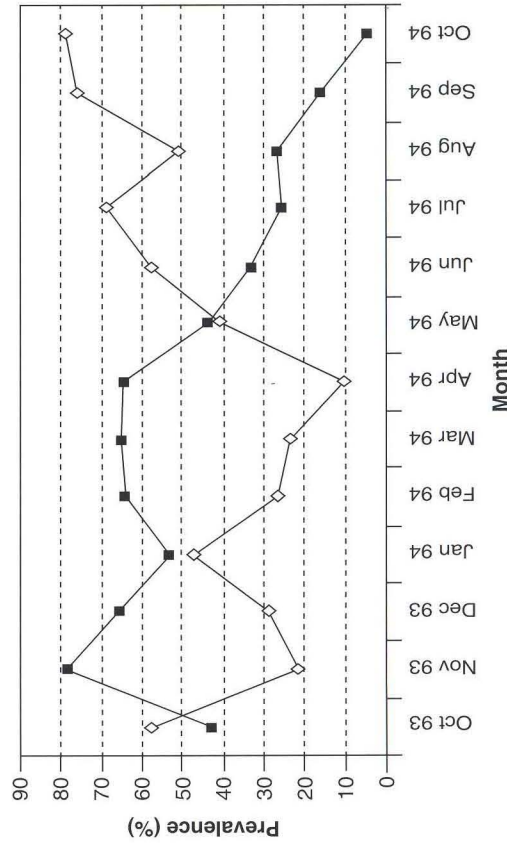 90
80
70
60
50
40
30
20
10
0
Prevalence (%)
Oct 93
Nov 93
Dec 93
Jan 94
Feb 94
Mar 94
Apr 94
May 94
Jun 94
Jul 94
Aug 94
Sep 94
Oct 94
Month